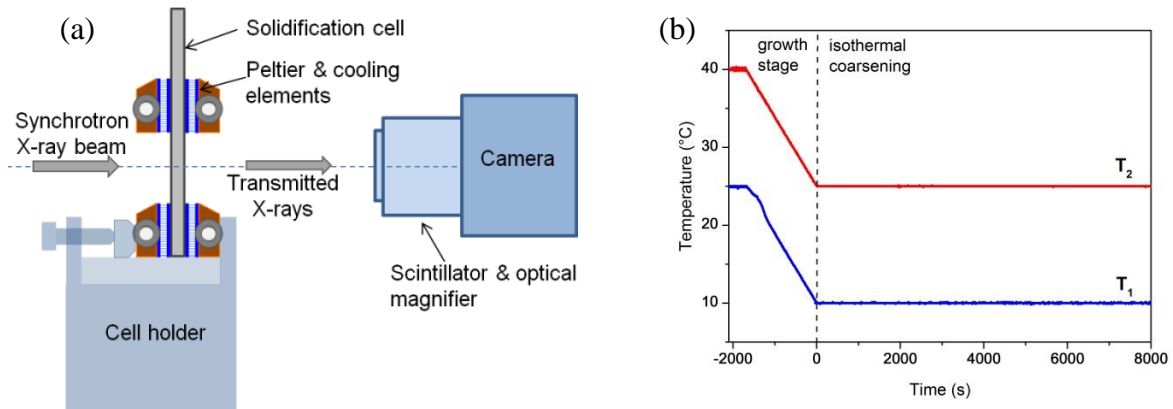 (a)
Solidification cell
Peltier & cooling
elements
Synchrotron
X-ray beam
Transmitted
X-rays
Camera
Scintillator & optical
magnifier
Cell holder
(b)
growth
stage
isothermal
coarsening
Temperature (°C)
40
30
20
10
T2
T1
-2000
0
2000
4000
6000
8000
Time (s)